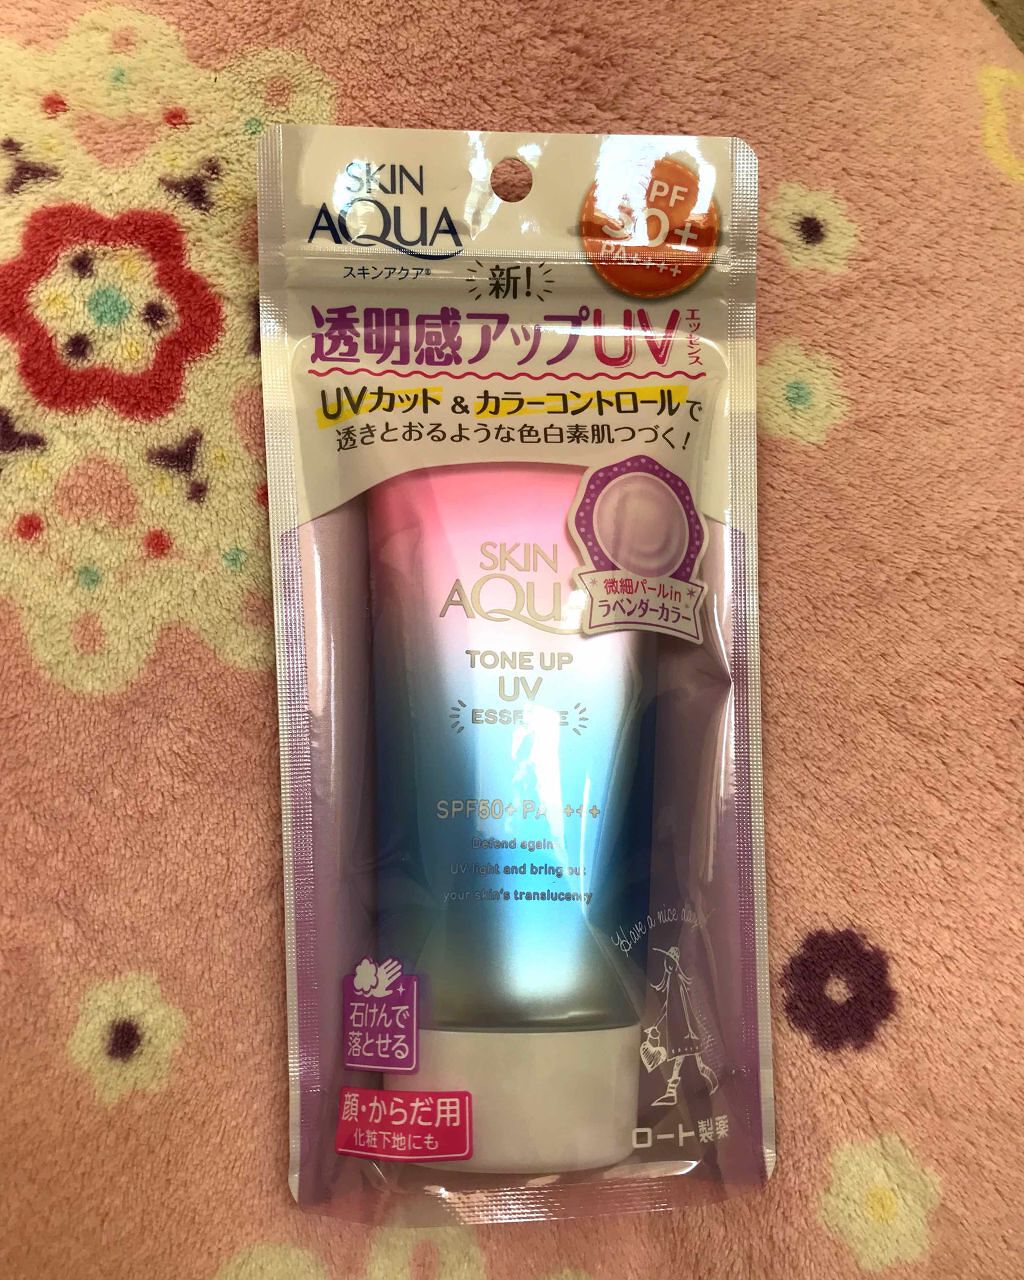 SKIN
AQUA
スキンアクア®
PA++++
新!
透明感アップUV
エッセンス
UVカット & カラーコントロールで
透きとおるような色白素肌つづく!
SKIN
微細パールin
ラベンダーカラー
TONE UP
UV
SPF50+
Defend
UV light and bring
your skin's translucency
Have a nice
石けんで
落とせる
顔・からだ用
化粧下地にも
ロート製薬